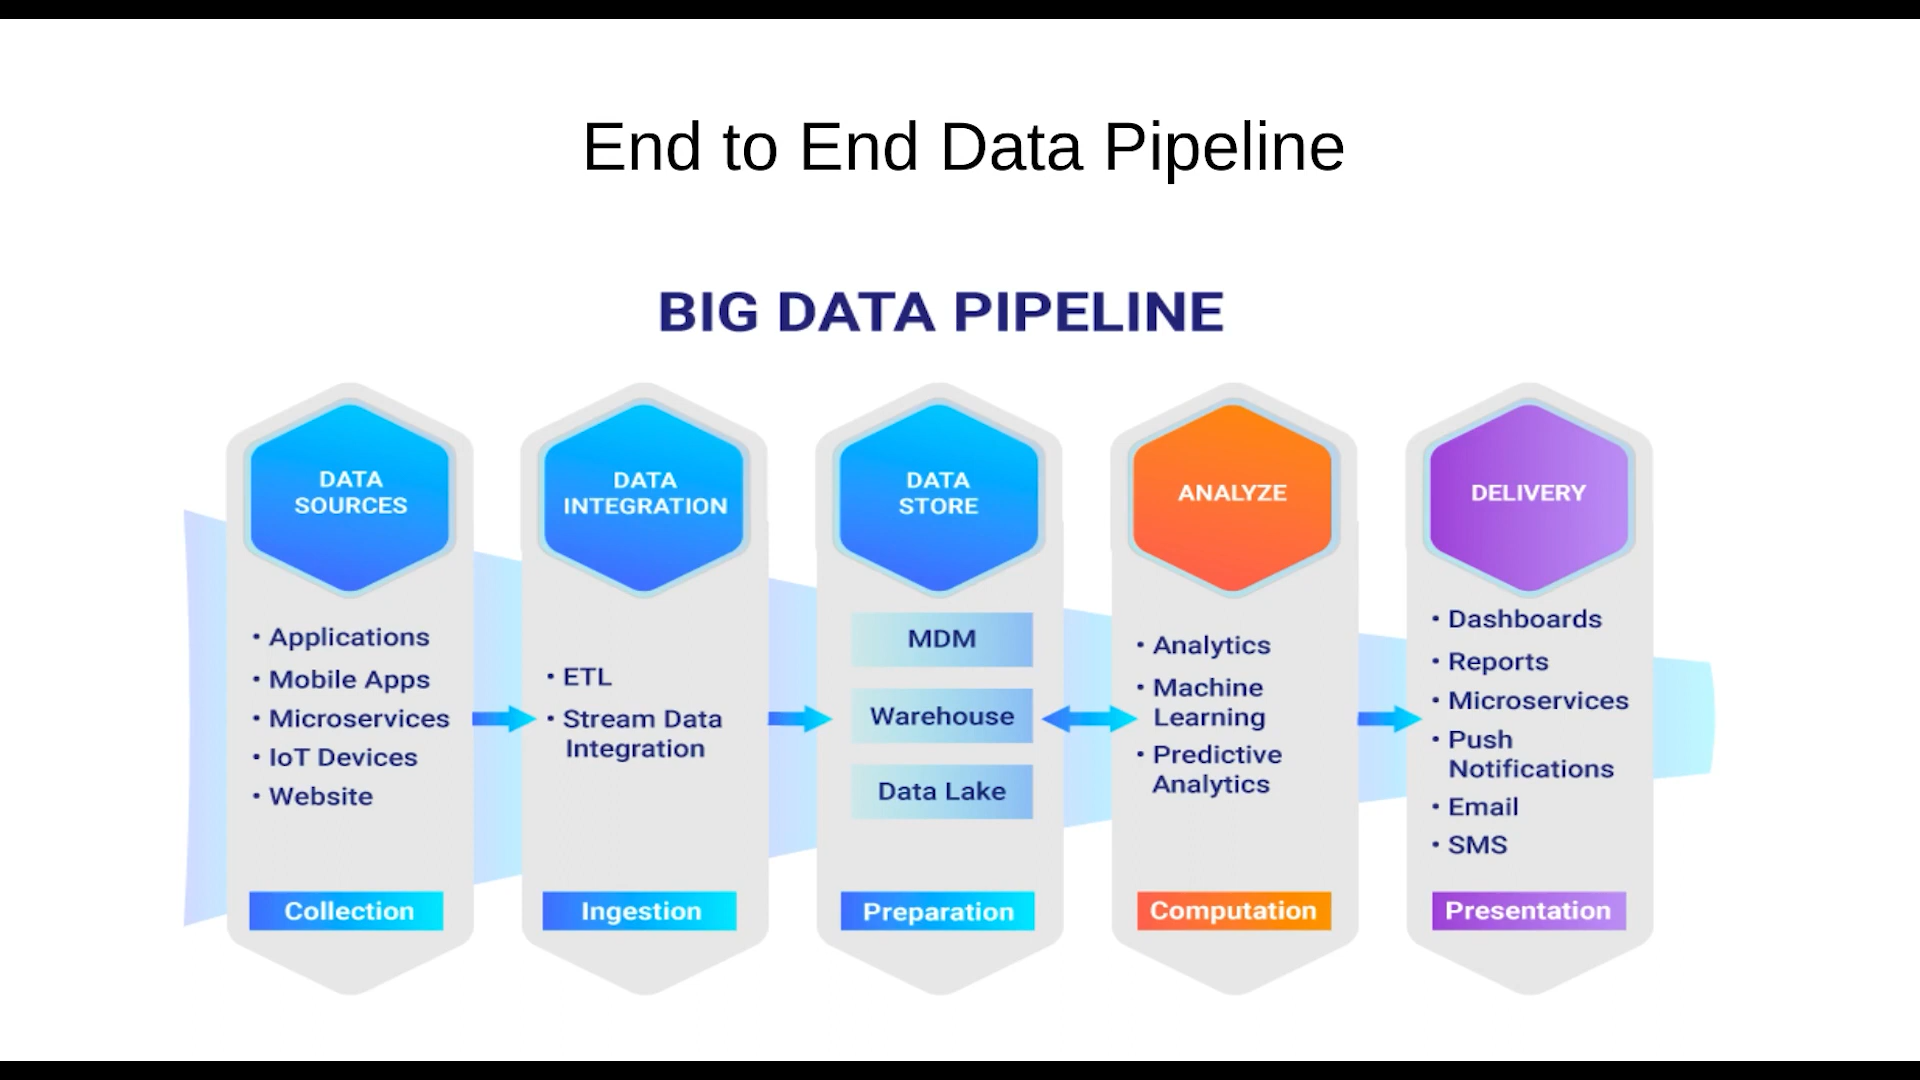 End to End Data Pipeline
BIG DATA PIPELINE
DATA
SOURCES
• Applications
• Mobile Apps
• Microservices
• IoT Devices
• Website
Collection
DATA
INTEGRATION
• ETL
• Stream Data
Integration
Ingestion
DATA
STORE
MDM
Warehouse
Data Lake
Preparation
ANALYZE
• Analytics
• Machine
Learning
• Predictive
Analytics
Computation
DELIVERY
• Dashboards
• Reports
• Microservices
• Push
Notifications
• Email
• SMS
Presentation